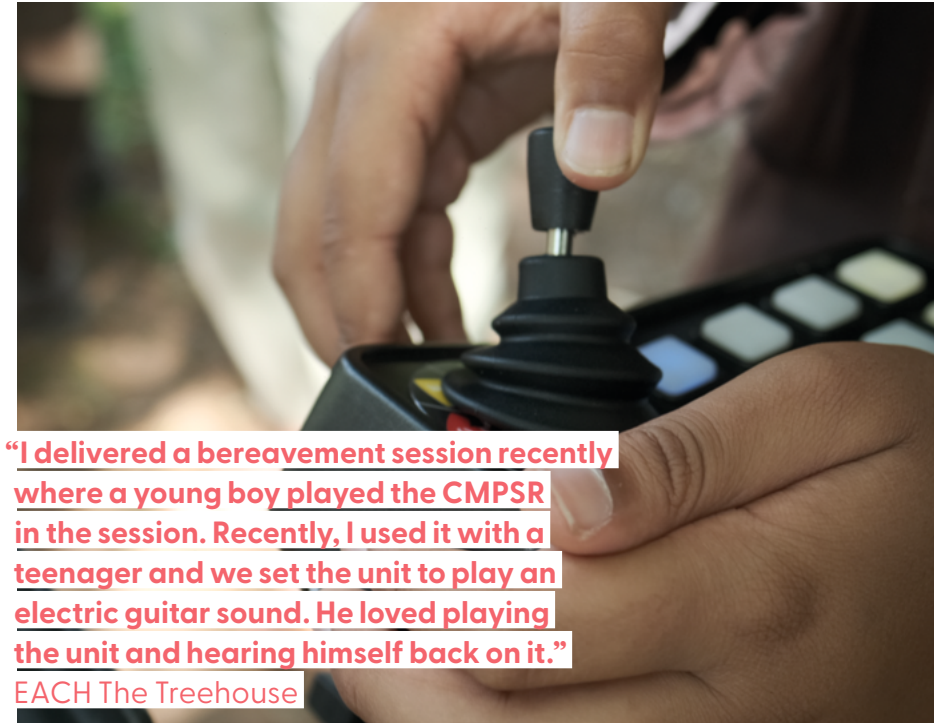 “I delivered a bereavement session recently
where a young boy played the CMPSR
in the session. Recently, I used it with a
teenager and we set the unit to play an
electric guitar sound. He loved playing
the unit and hearing himself back on it.”
EACH The Treehouse